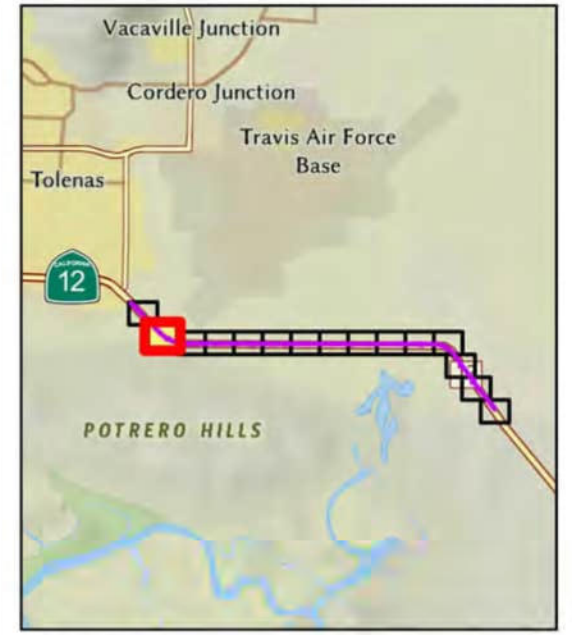 Vacaville Junction
Cordero Junction
Travis Air Force
Base
Tolenas
CALIFORNIA
12
POTRERO HILLS